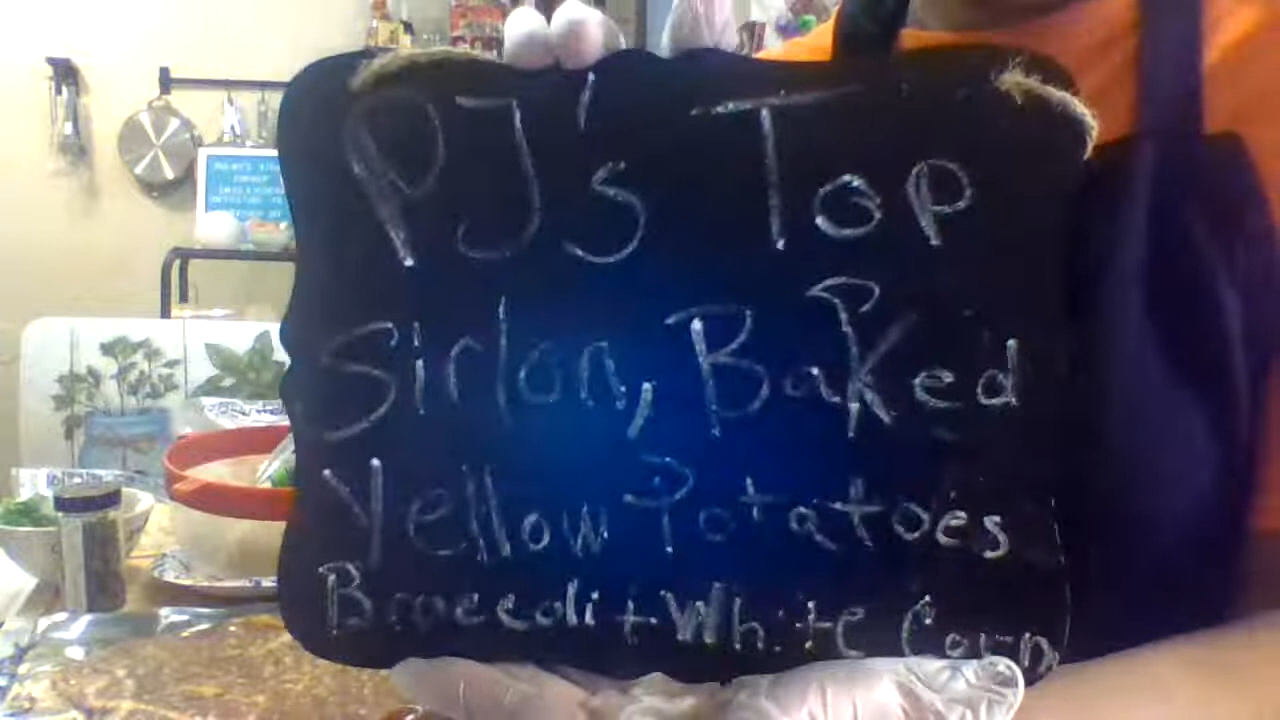 PJ's Top
Sirlon, Baked
Yellow Potatoes
Broccoli + White Corn